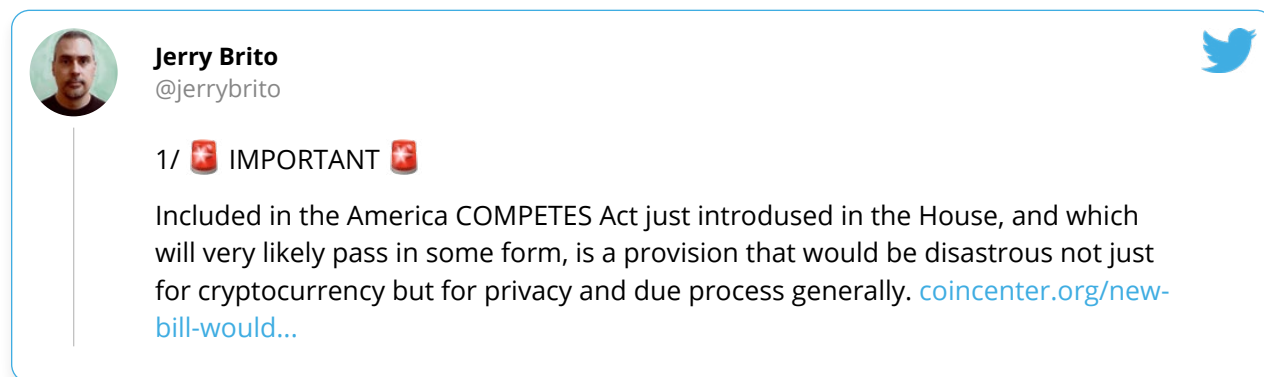 Jerry Brito
@jerrybrito
1/ 🚨 IMPORTANT 🚨
Included in the America COMPETES Act just introdused in the House, and which
will very likely pass in some form, is a provision that would be disastrous not just
for cryptocurrency but for privacy and due process generally. coincenter.org/new-
bill-would...